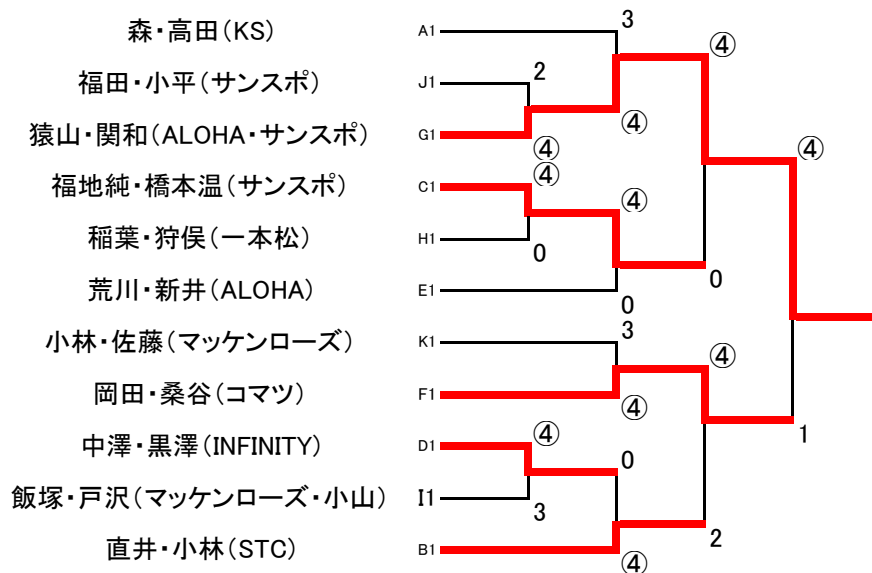 森・高田(KS) A1 3
④
福田・小平(サンスポ) J1 2
猿山・関和(ALOHA・サンスポ) G1 ④ ④
④
福地純・橋本温(サンスポ) C1 ④ ④
稲葉・狩俣(一本松) H1 0
0
荒川・新井(ALOHA) E1 0
小林・佐藤(マッケンローズ) K1 3
④
岡田・桑谷(コマツ) F1 ④
中澤・黒澤(INFINITY) D1 ④ 1
0
飯塚・戸沢(マッケンローズ・小山) I1 3
2
直井・小林(STC) B1 ④